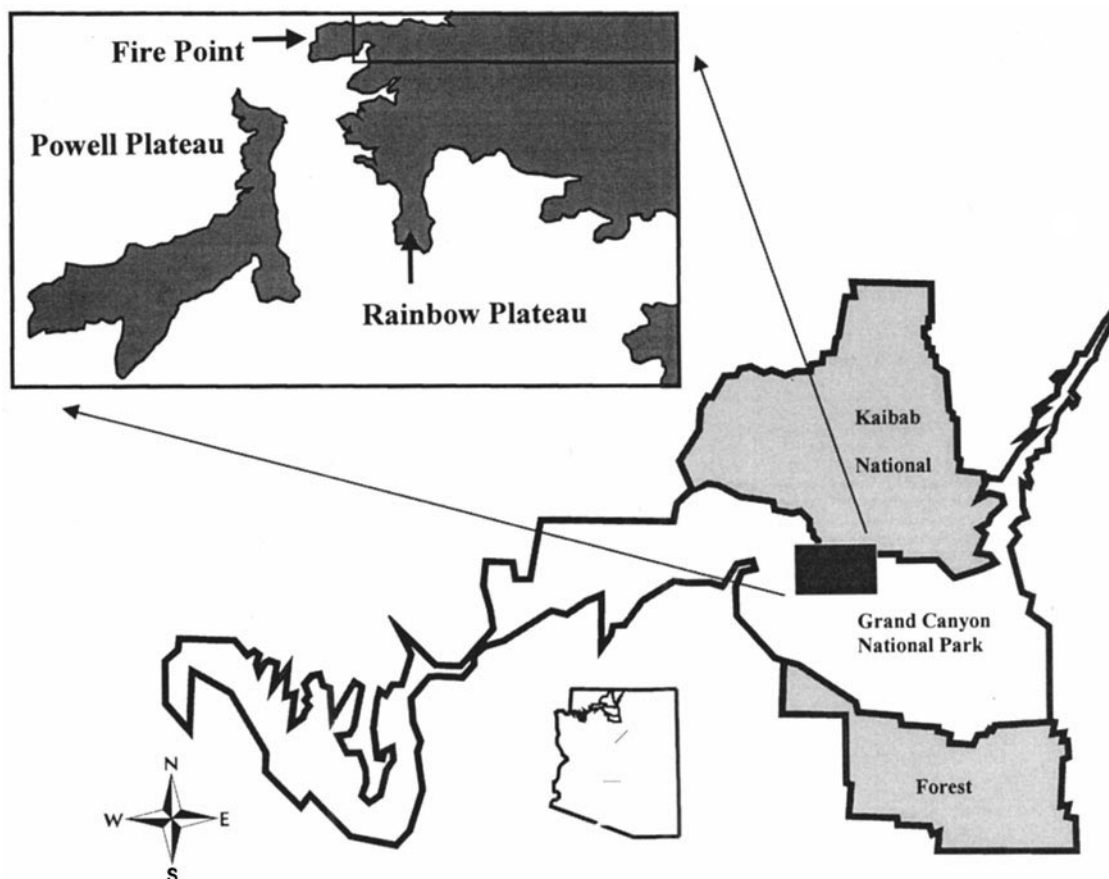 Fire Point
Powell Plateau
Rainbow Plateau
Kaibab
National
Grand Canyon
National Park
Forest
N
W E
S